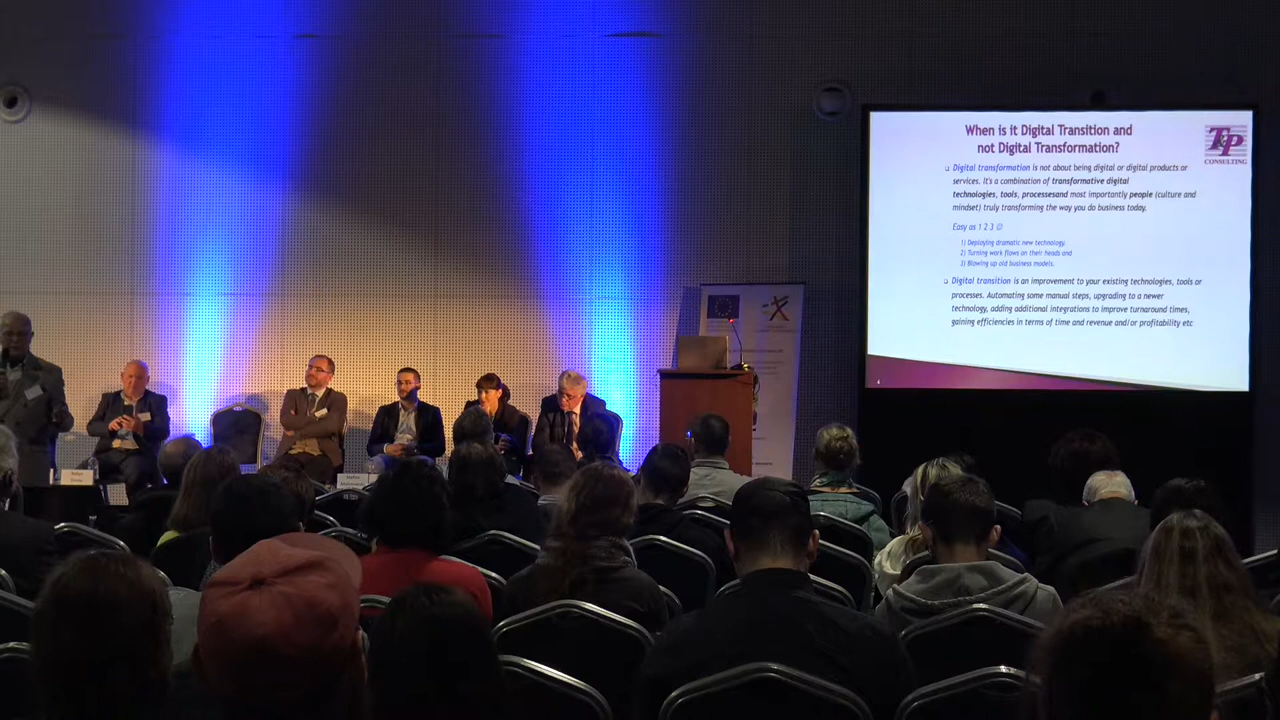 When is it Digital Transition and
not Digital Transformation?
T&P
CONSULTING
❑ Digital transformation is not about being digital or digital products or
services. It's a combination of transformative digital
technologies, tools, processesand most importantly people (culture and
mindset) truly transforming the way you do business today.
Easy as 1 2 3 ☺
1) Deploying dramatic new technology,
2) Turning work flows on their heads and
3) Blowing up old business models.
❑ Digital transition is an improvement to your existing technologies, tools or
processes. Automating some manual steps, upgrading to a newer
technology, adding additional integrations to improve turnaround times,
gaining efficiencies in terms of time and revenue and/or profitability etc
4